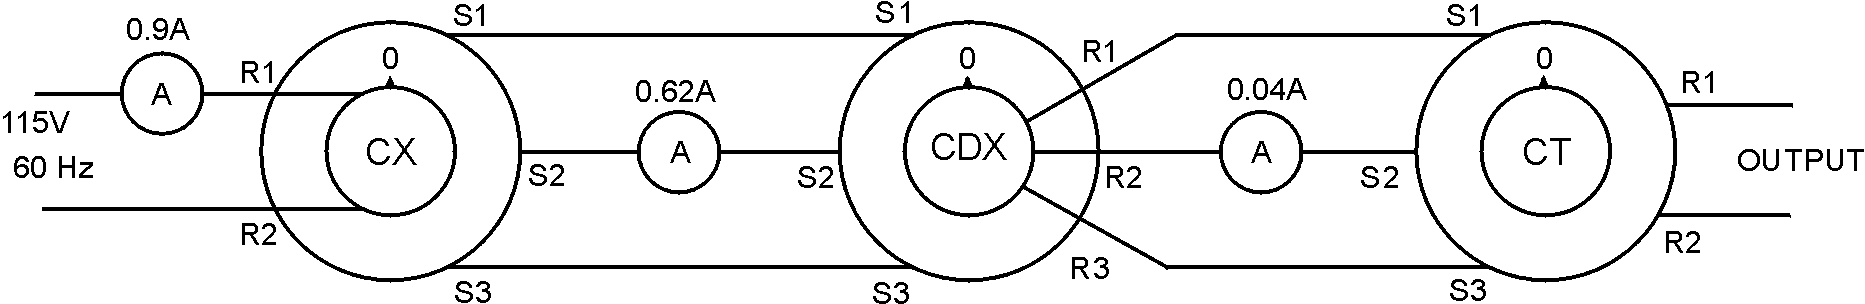 0.9A
A
115V
60 Hz
R1
R2
0
CX
S1
S2
S3
0.62A
A
S1
S2
S3
0
CDX
R1
R2
R3
0.04A
A
S1
S2
S3
0
CT
R1
R2
OUTPUT